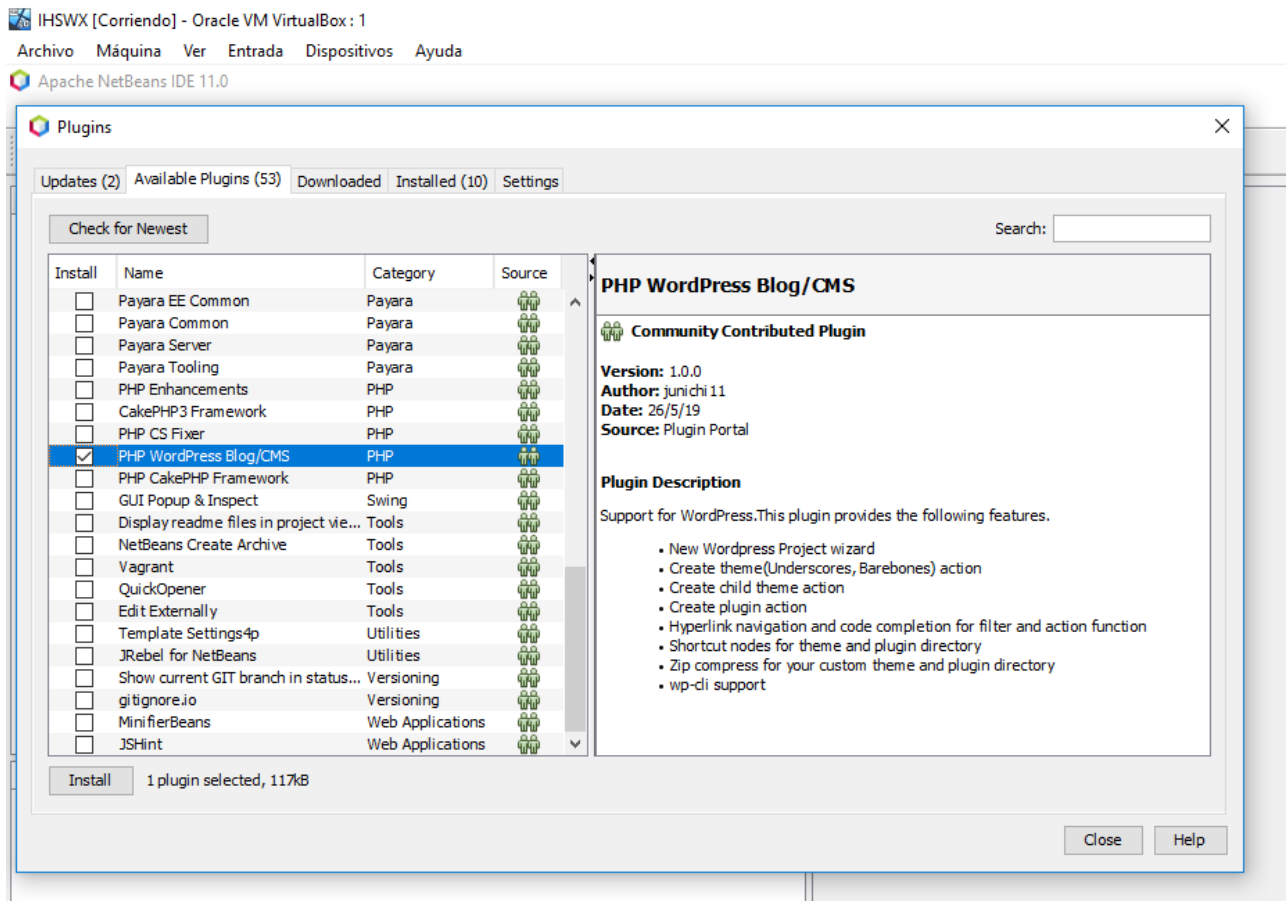 IHSWX [Corriendo] - Oracle VM VirtualBox : 1
Archivo Máquina Ver Entrada Dispositivos Ayuda
Apache NetBeans IDE 11.0
Plugins
Updates (2) Available Plugins (53) Downloaded Installed (10) Settings
Check for Newest Search:
Install Name Category Source
Payara EE Common Payara
Payara Common Payara
Payara Server Payara
Payara Tooling Payara
PHP Enhancements PHP
CakePHP3 Framework PHP
PHP CS Fixer PHP
PHP WordPress Blog/CMS PHP
PHP CakePHP Framework PHP
GUI Popup & Inspect Swing
Display readme files in project vie... Tools
NetBeans Create Archive Tools
Vagrant Tools
QuickOpener Tools
Edit Externally Tools
Template Settings4p Utilities
JRebel for NetBeans Utilities
Show current GIT branch in status... Versioning
gitignore.io Versioning
MinifierBeans Web Applications
JSHint Web Applications
PHP WordPress Blog/CMS
Community Contributed Plugin
Version: 1.0.0
Author: junichi11
Date: 26/5/19
Source: Plugin Portal
Plugin Description
Support for WordPress.This plugin provides the following features.
• New Wordpress Project wizard
• Create theme(Underscores, Barebones) action
• Create child theme action
• Create plugin action
• Hyperlink navigation and code completion for filter and action function
• Shortcut nodes for theme and plugin directory
• Zip compress for your custom theme and plugin directory
• wp-cli support
Install 1 plugin selected, 117kB
Close Help